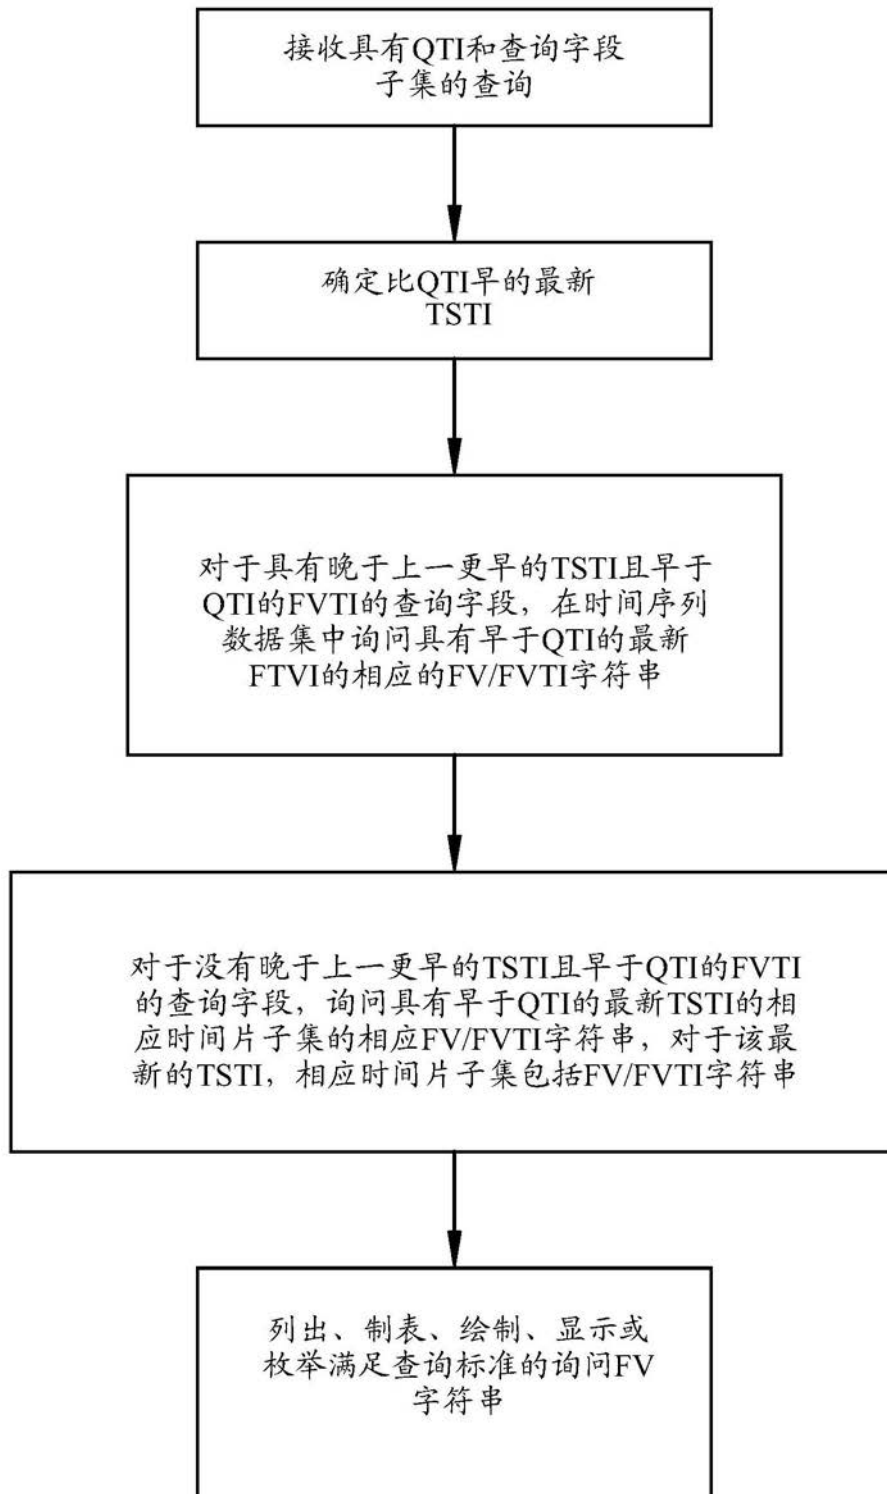 接收具有QTI和查询字段
子集的查询
确定比QTI早的最新
TSTI
对于具有晚于上一更早的TSTI且早于
QTI的FVTI的查询字段，在时间序列
数据集中询问具有早于QTI的最新
FTVI的相应的FV/FVTI字符串
对于没有晚于上一更早的TSTI且早于QTI的FVTI
的查询字段，询问具有早于QTI的最新TSTI的相
应时间片子集的相应FV/FVTI字符串，对于该最
新的TSTI，相应时间片子集包括FV/FVTI字符串
列出、制表、绘制、显示或
枚举满足查询标准的询问FV
字符串